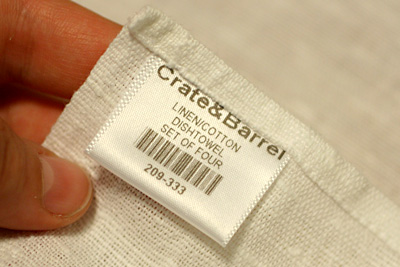 Crate&Barrel
LINEN/COTTON
DISHTOWEL
SET OF FOUR
209-333